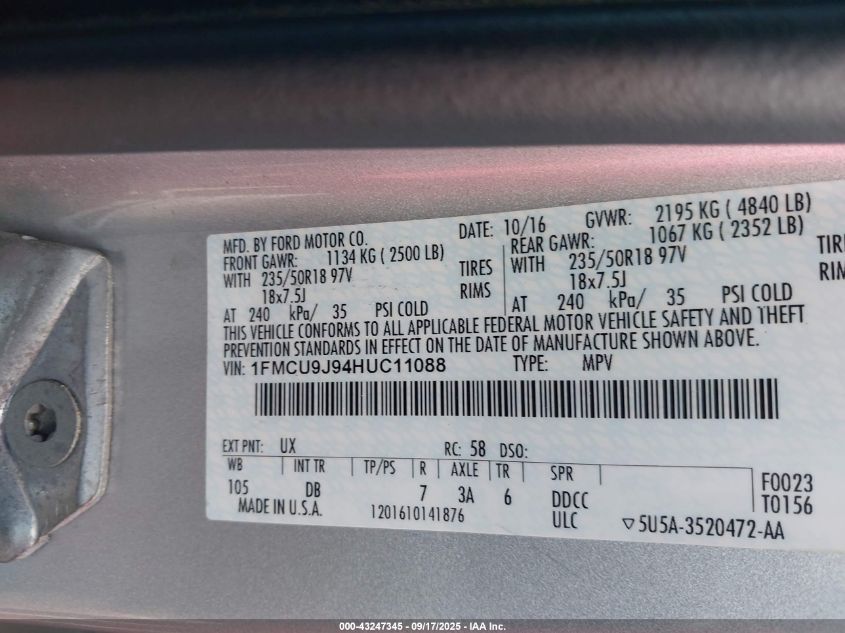 MFD. BY FORD MOTOR CO. DATE: 10/16 GVWR: 2195 KG ( 4840 LB)
FRONT GAWR: 1134 KG ( 2500 LB) REAR GAWR: 1067 KG ( 2352 LB)
WITH 235/50R18 97V TIRES WITH 235/50R18 97V TIRE
18x7.5J RIMS 18x7.5J RIM
AT 240 kPa/ 35 PSI COLD AT 240 kPa/ 35 PSI COLD
THIS VEHICLE CONFORMS TO ALL APPLICABLE FEDERAL MOTOR VEHICLE SAFETY AND THEFT
PREVENTION STANDARDS IN EFFECT ON THE DATE OF MANUFACTURE SHOWN ABOVE.
VIN: 1FMCU9J94HUC11088 TYPE: MPV
EXT PNT: UX RC: 58 DSO:
WB INT TR TP/PS R AXLE TR SPR
105 DB 7 3A 6 DDCC F0023
MADE IN U.S.A. 1201610141876 ULC T0156
▽5U5A-3520472-AA
000-43247345 - 09/17/2025 - IAA Inc.